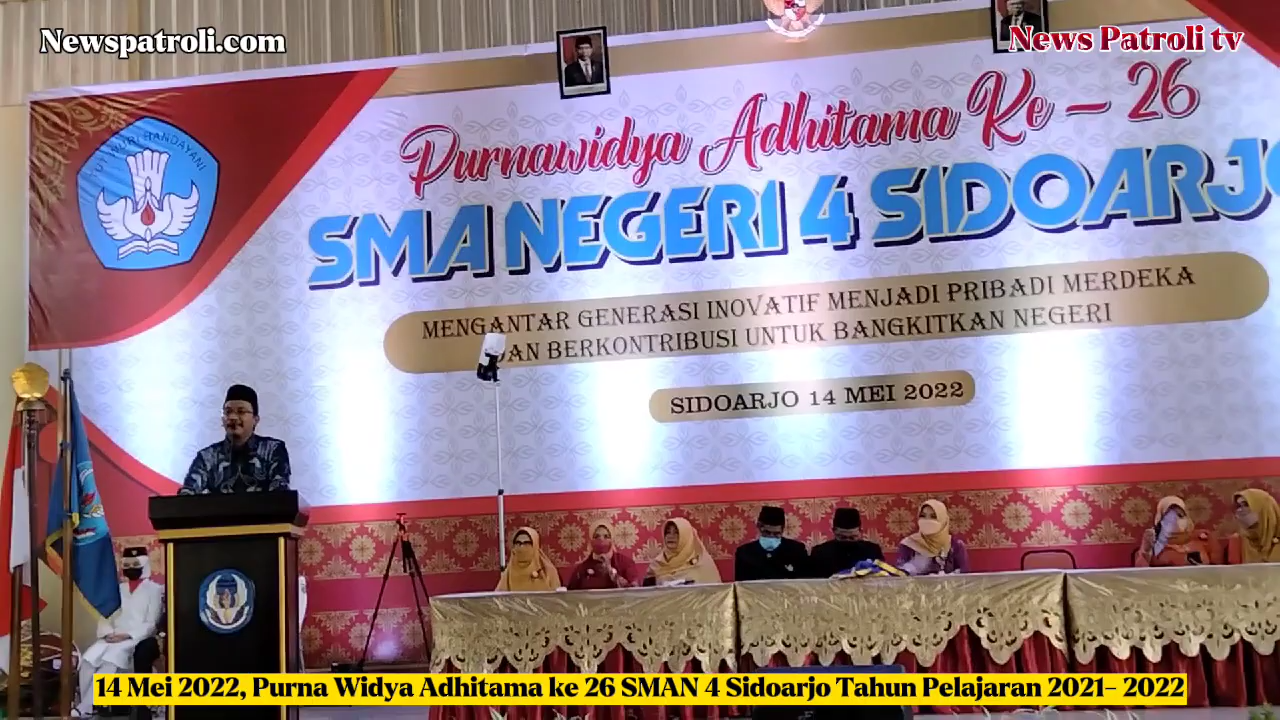 Newspatroli.com
News Patroli tv
TUT WURI HANDAYANI
Purnawidya Adhitama Ke – 26
SMA NEGERI 4 SIDOARJO
MENGANTAR GENERASI INOVATIF MENJADI PRIBADI MERDEKA
DAN BERKONTRIBUSI UNTUK BANGKITKAN NEGERI
SIDOARJO 14 MEI 2022
14 Mei 2022, Purna Widya Adhitama ke 26 SMAN 4 Sidoarjo Tahun Pelajaran 2021- 2022